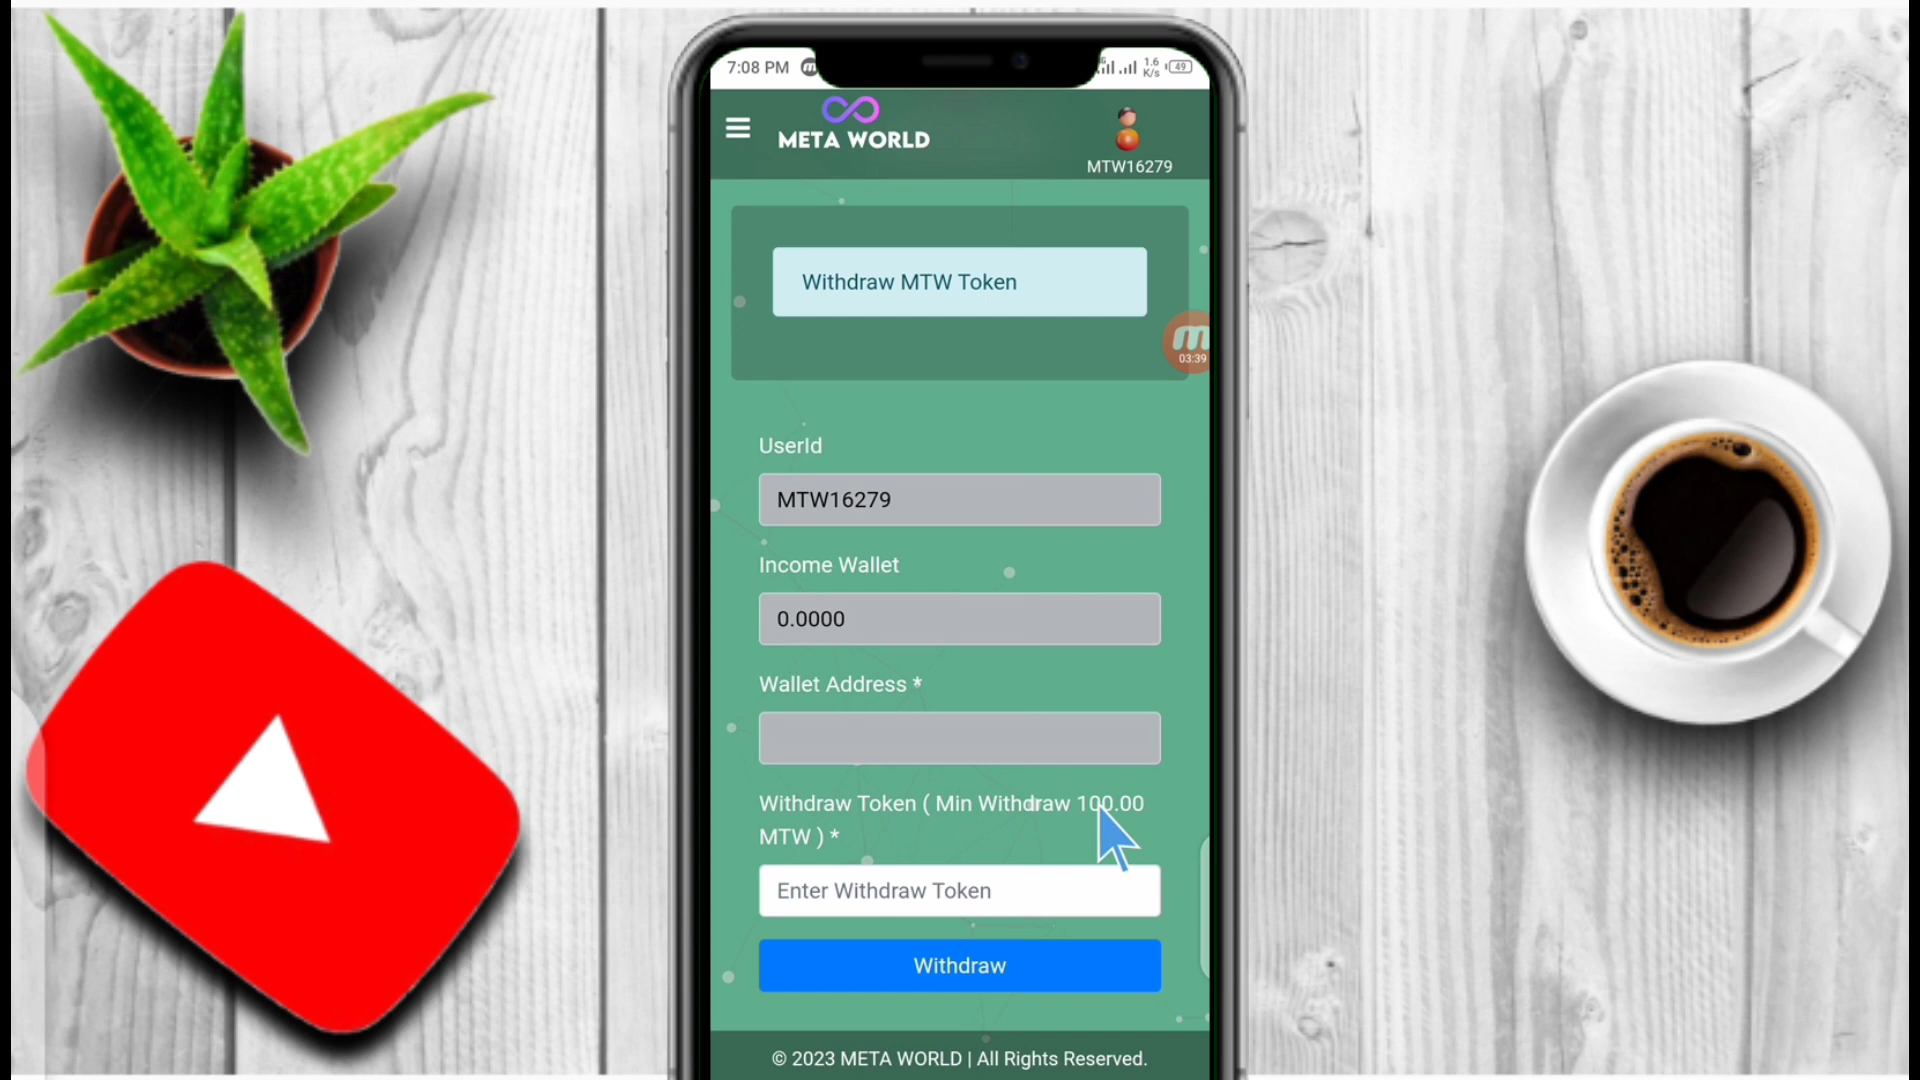 7:08 PM
1.6
K/s
49
META WORLD
MTW16279
Withdraw MTW Token
03:39
UserId
MTW16279
Income Wallet
0.0000
Wallet Address *
Withdraw Token ( Min Withdraw 100.00
MTW ) *
Enter Withdraw Token
Withdraw
© 2023 META WORLD | All Rights Reserved.